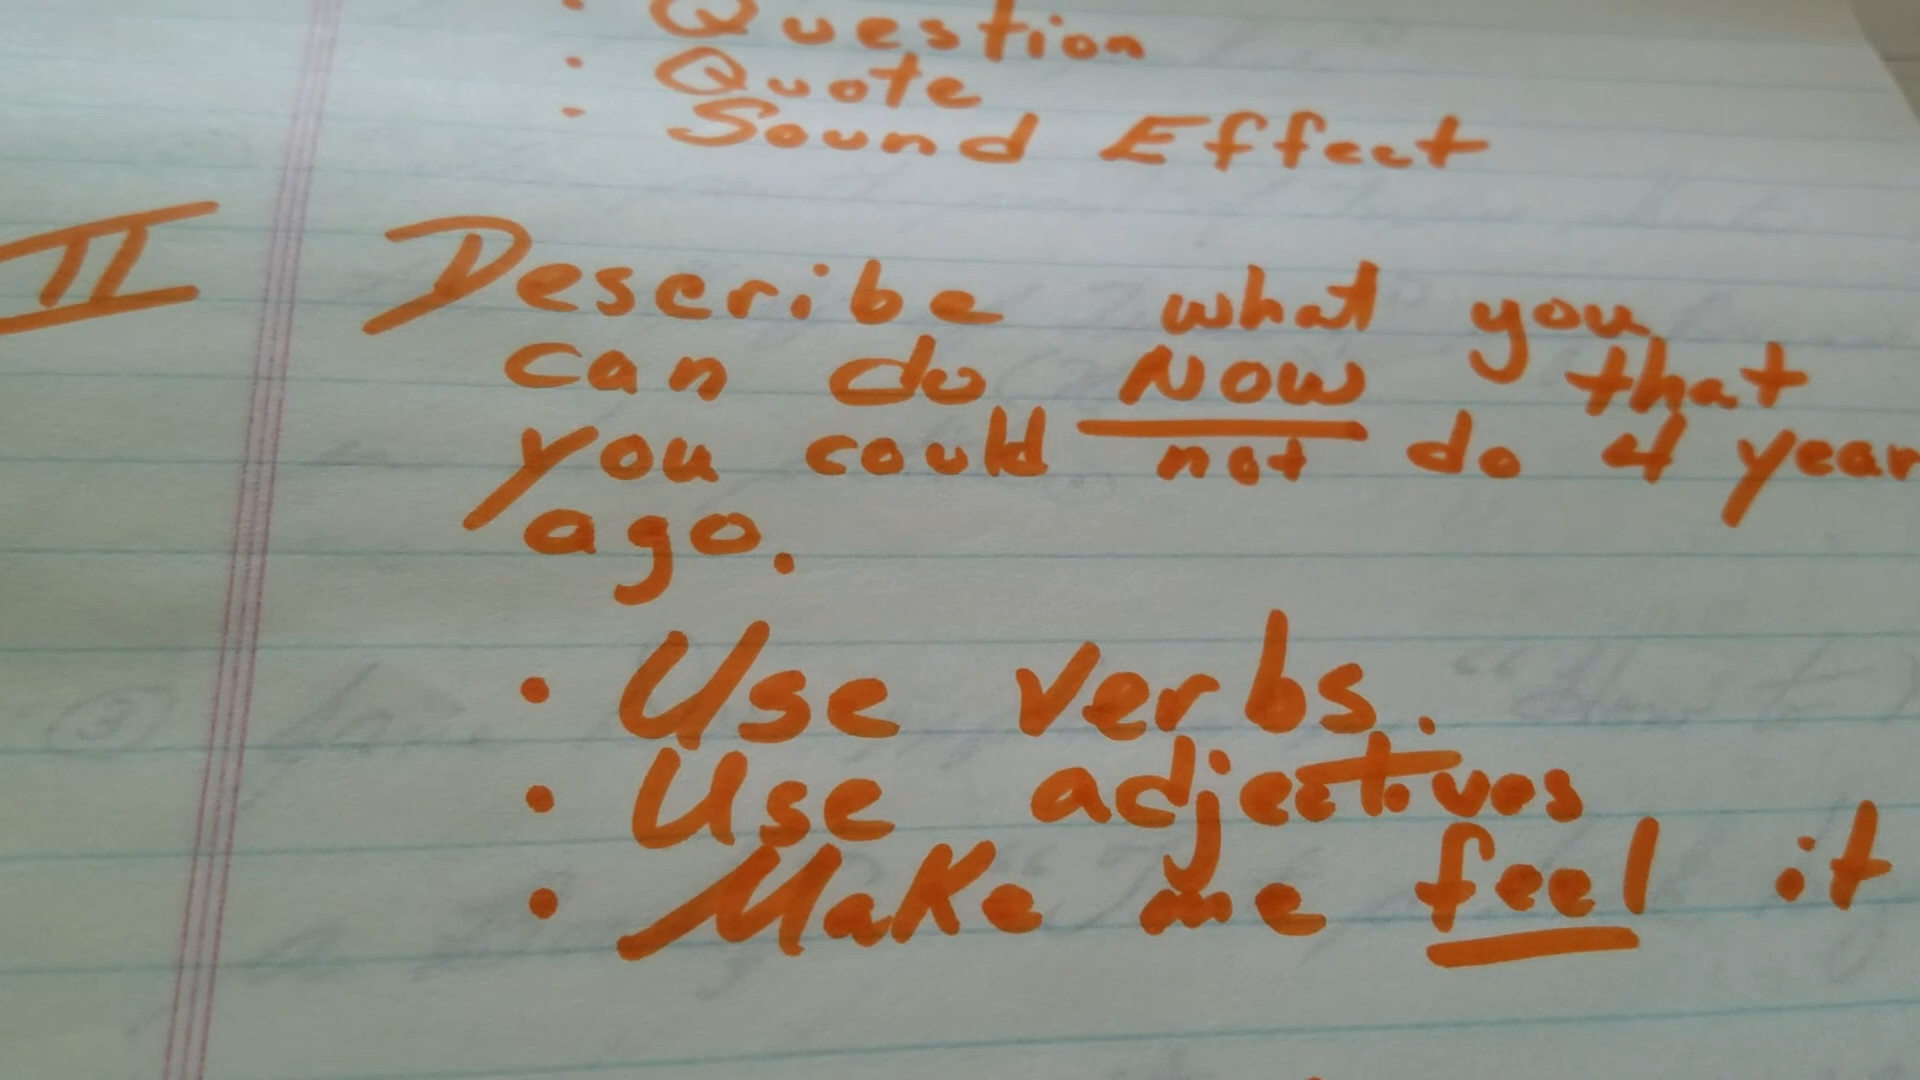 · Question
· Quote
· Sound Effect
II Describe what you
can do NOW that
you could not do 4 year
ago.
· Use verbs.
· Use adjectives
· Make me feel it